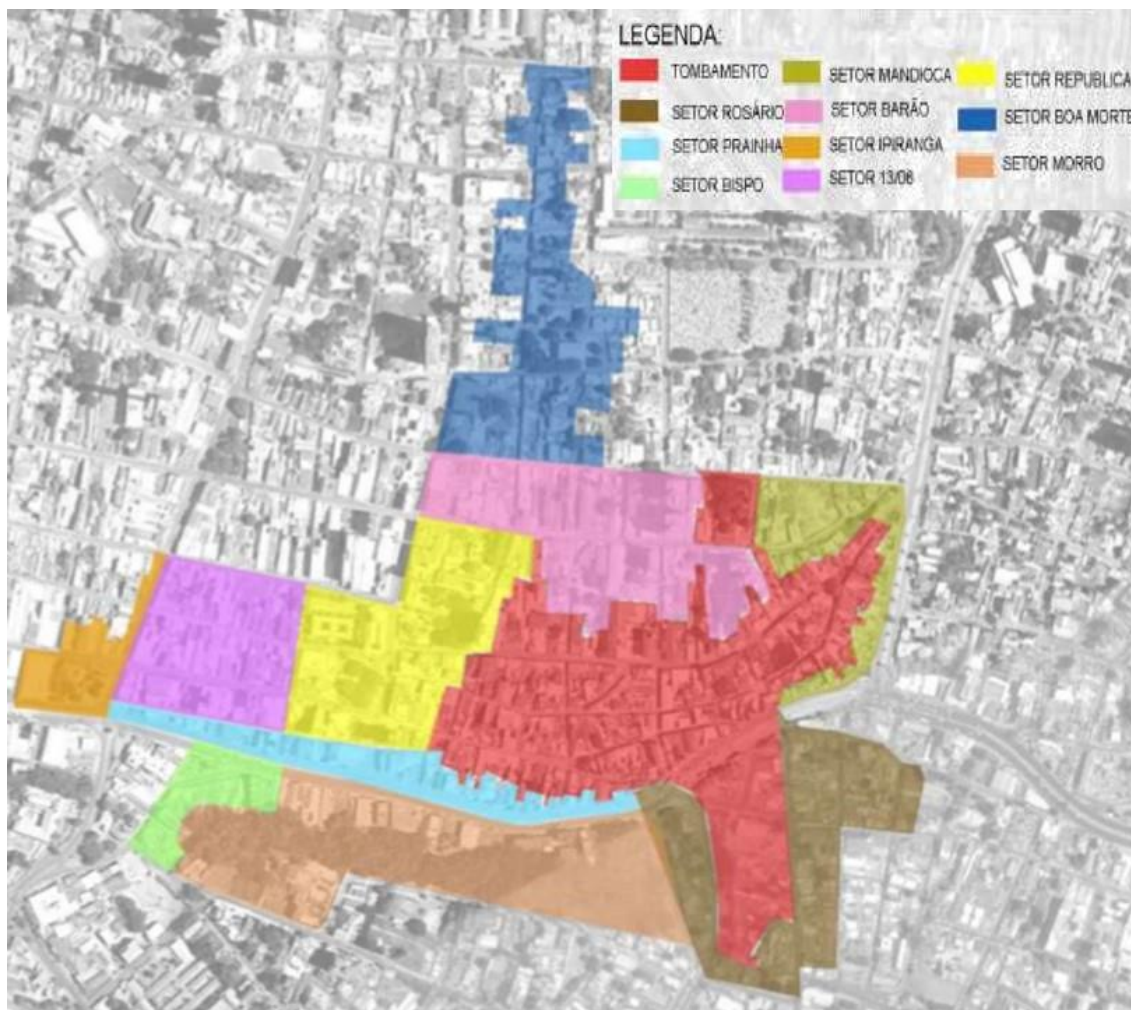 LEGENDA:
TOMBAMENTO
SETOR ROSÁRIO
SETOR PRAINHA
SETOR BISPO
SETOR MANDIOCA
SETOR BARÃO
SETOR IPIRANGA
SETOR 13/06
SETOR REPUBLICA
SETOR BOA MORTE
SETOR MORRO